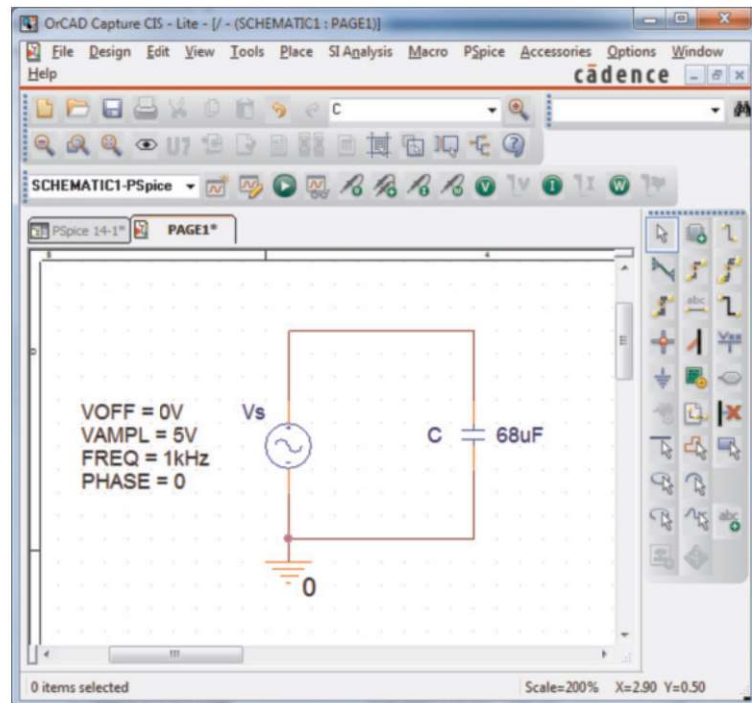 OrCAD Capture CIS - Lite - [/ - (SCHEMATIC1 : PAGE1)]
File Design Edit View Tools Place SI Analysis Macro PSpice Accessories Options Window
Help
cādence
C
U?
SCHEMATIC1-PSpice
V V I I W
PSpice 14-1*
PAGE1*
abc
VOFF = 0V
VAMPL = 5V
FREQ = 1kHz
PHASE = 0
Vs
C
68uF
0
abc
0 items selected
Scale=200% X=2.90 Y=0.50